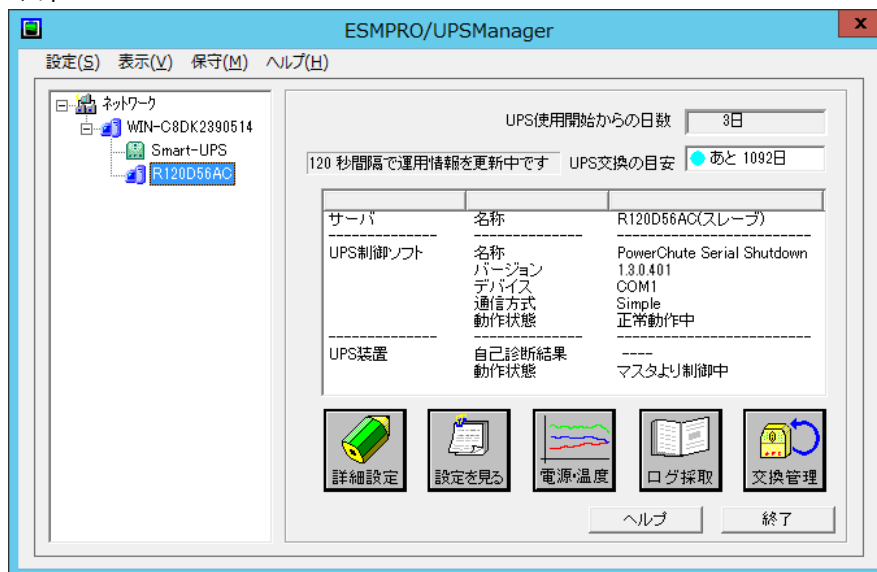 ESMPRO/UPSManager
x
設定(S) 表示(V) 保守(M) ヘルプ(H)
ネットワーク
WIN-C8DK2390514
Smart-UPS
R120D56AC
UPS使用開始からの日数 3日
120 秒間隔で運用情報を更新中です UPS交換の目安 あと 1092日
サーバ 名称 R120D56AC(スレーブ)
------------- ------------- -----------------------
UPS制御ソフト 名称 PowerChute Serial Shutdown
バージョン 1.3.0.401
デバイス COM1
通信方式 Simple
動作状態 正常動作中
------------- ------------- -----------------------
UPS装置 自己診断結果 ----
動作状態 マスタより制御中
詳細設定 設定を見る 電源・温度 ログ採取 交換管理
ヘルプ 終了